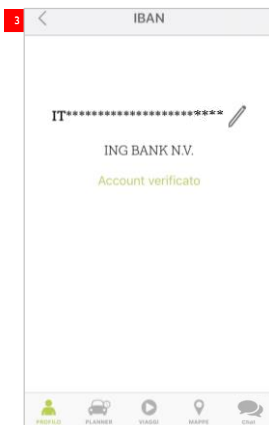 3
IBAN
IT*************************
ING BANK N.V.
Account verificato
PROFILO PLANNER VIAGGI MAPPE Chat